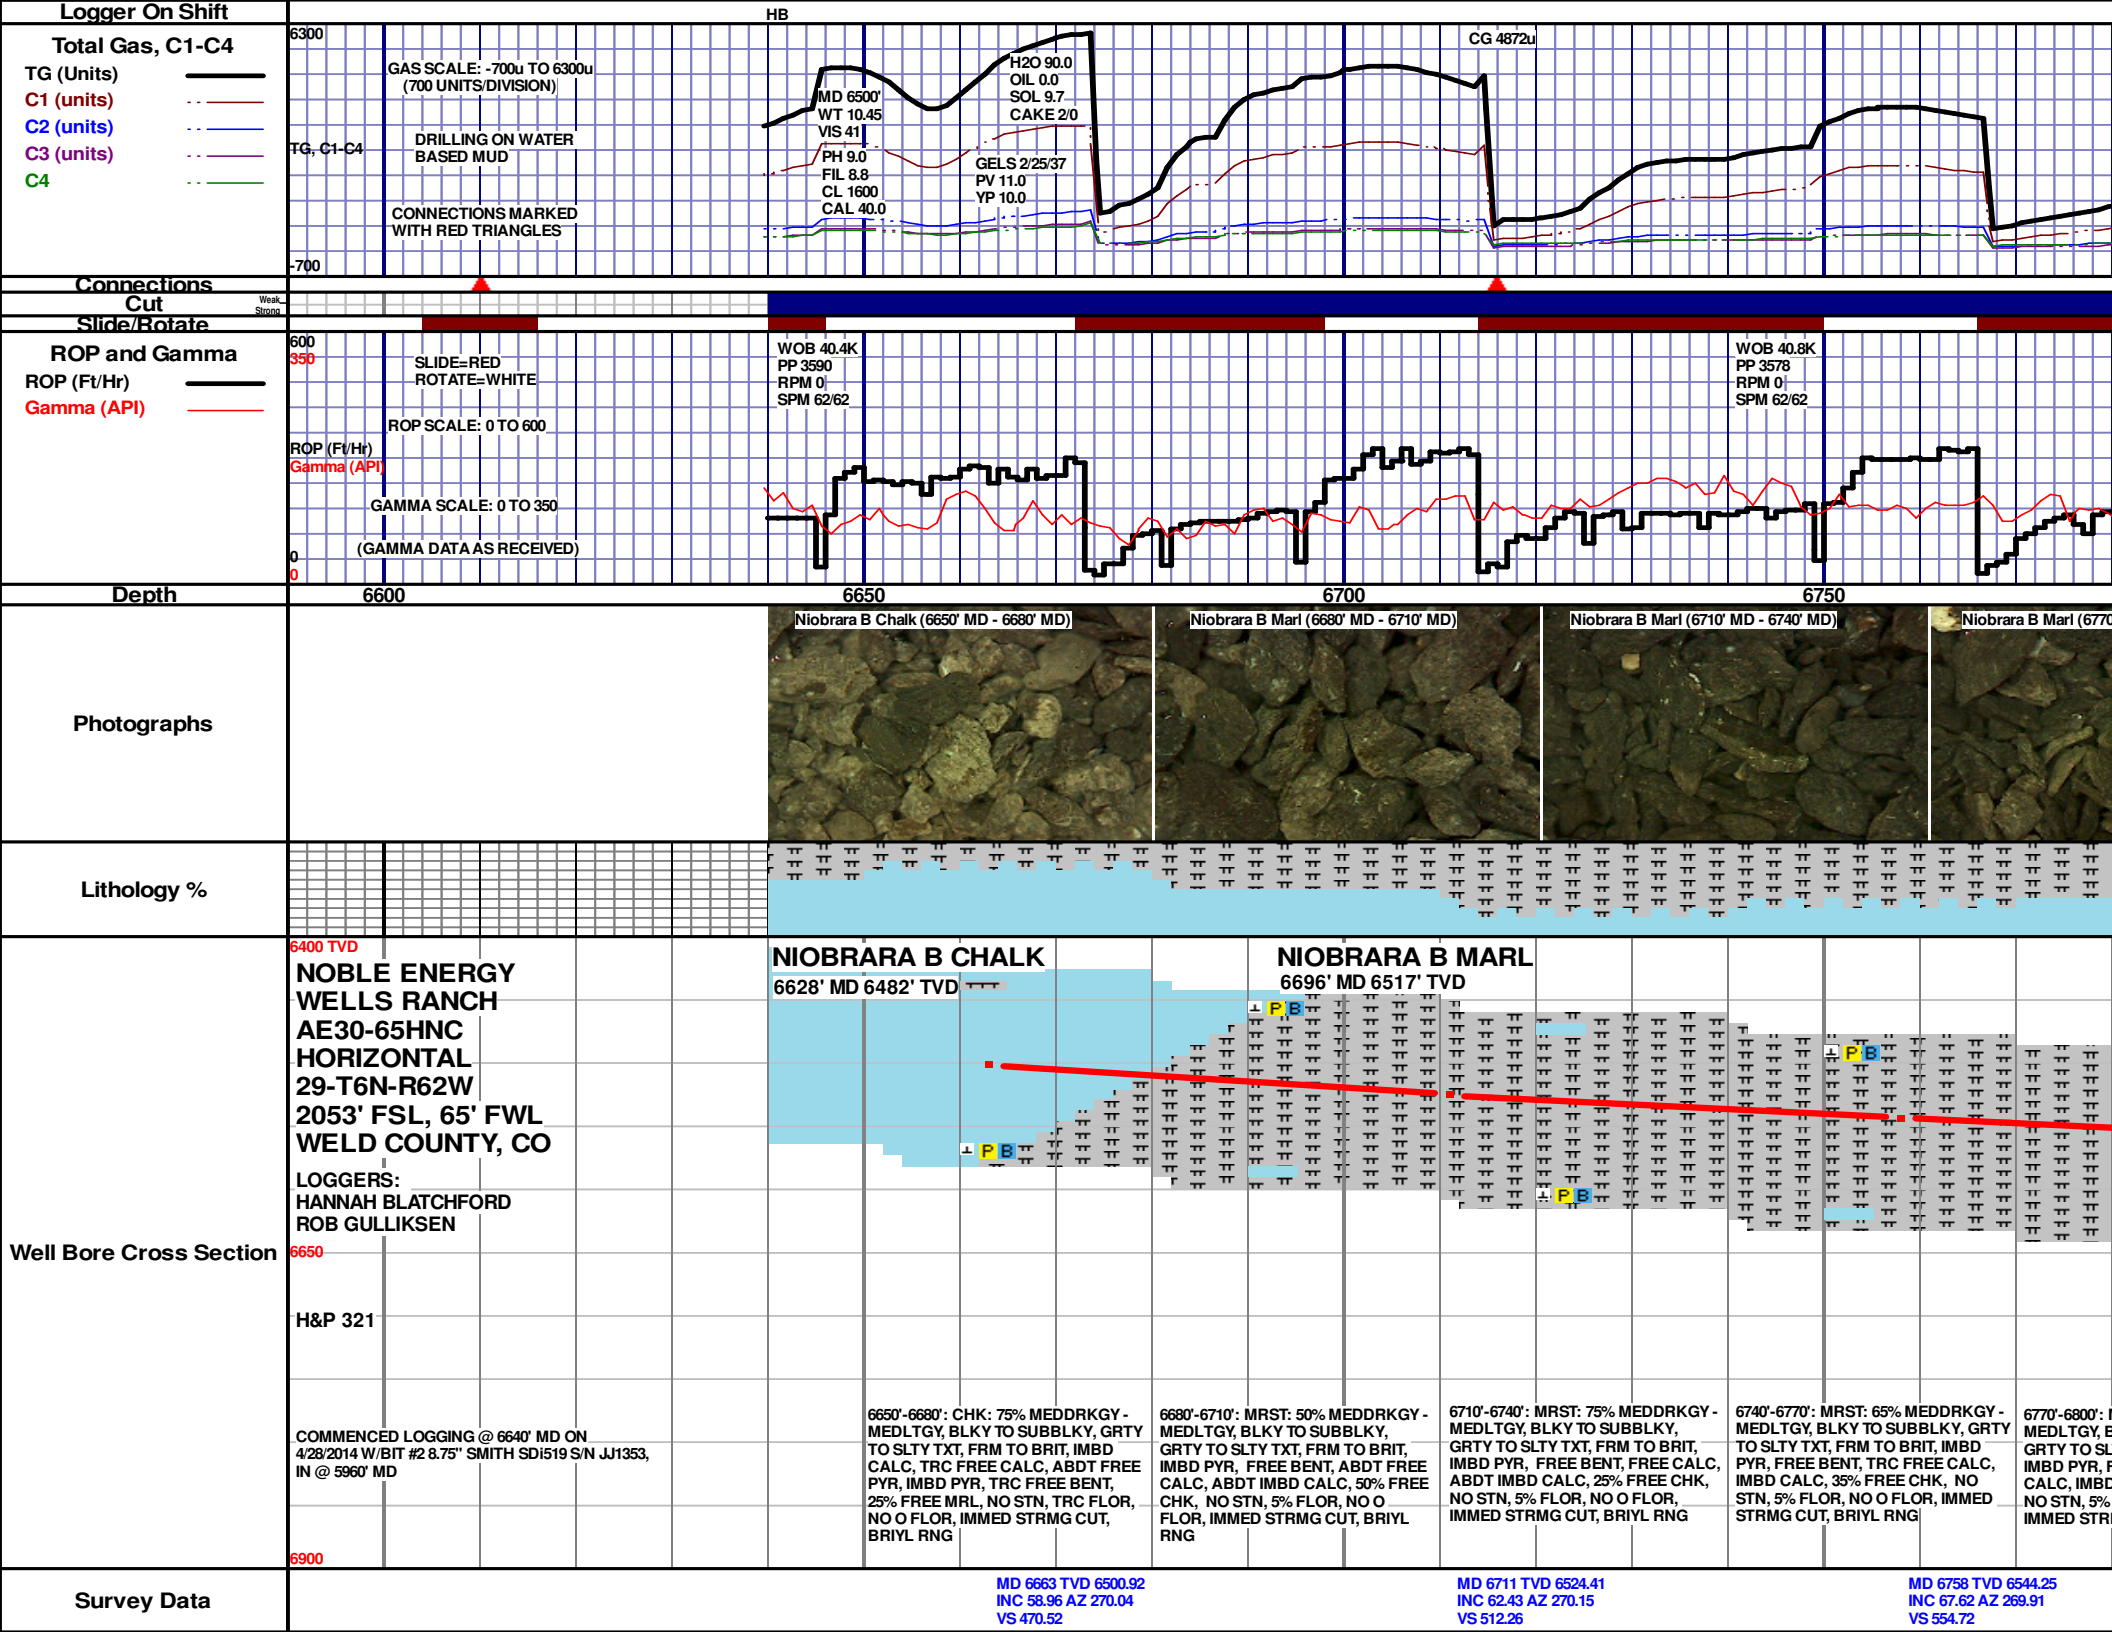 Logger On Shift
HB
Total Gas, C1-C4
TG (Units)
C1 (units)
C2 (units)
C3 (units)
C4
6300
TG, C1-C4
-700
GAS SCALE: -700u TO 6300u
(700 UNITS/DIVISION)
DRILLING ON WATER
BASED MUD
CONNECTIONS MARKED
WITH RED TRIANGLES
MD 6500'
WT 10.45
VIS 41
PH 9.0
FIL 8.8
CL 1600
CAL 40.0
H2O 90.0
OIL 0.0
SOL 9.7
CAKE 2/0
GELS 2/25/37
PV 11.0
YP 10.0
CG 4872u
Connections
Cut
Weak
Strong
Slide/Rotate
ROP and Gamma
ROP (Ft/Hr)
Gamma (API)
600
350
ROP (Ft/Hr)
Gamma (API)
0
0
SLIDE=RED
ROTATE=WHITE
ROP SCALE: 0 TO 600
GAMMA SCALE: 0 TO 350
(GAMMA DATA AS RECEIVED)
WOB 40.4K
PP 3590
RPM 0
SPM 62/62
WOB 40.8K
PP 3578
RPM 0
SPM 62/62
Depth
6600
6650
6700
6750
Photographs
Niobrara B Chalk (6650' MD - 6680' MD)
Niobrara B Marl (6680' MD - 6710' MD)
Niobrara B Marl (6710' MD - 6740' MD)
Niobrara B Marl (6770
Lithology %
Well Bore Cross Section
6400 TVD
NOBLE ENERGY
WELLS RANCH
AE30-65HNC
HORIZONTAL
29-T6N-R62W
2053' FSL, 65' FWL
WELD COUNTY, CO
LOGGERS:
HANNAH BLATCHFORD
ROB GULLIKSEN
6650
H&P 321
COMMENCED LOGGING @ 6640' MD ON
4/28/2014 W/BIT #2 8.75" SMITH SDi519 S/N JJ1353,
IN @ 5960' MD
6900
NIOBRARA B CHALK
6628' MD 6482' TVD
NIOBRARA B MARL
6696' MD 6517' TVD
P B
P B
P B
P B
6650'-6680': CHK: 75% MEDDRKGY -
MEDLTGY, BLKY TO SUBBLKY, GRTY
TO SLTY TXT, FRM TO BRIT, IMBD
CALC, TRC FREE CALC, ABDT FREE
PYR, IMBD PYR, TRC FREE BENT,
25% FREE MRL, NO STN, TRC FLOR,
NO O FLOR, IMMED STRMG CUT,
BRIYL RNG
6680'-6710': MRST: 50% MEDDRKGY -
MEDLTGY, BLKY TO SUBBLKY,
GRTY TO SLTY TXT, FRM TO BRIT,
IMBD PYR, FREE BENT, ABDT FREE
CALC, ABDT IMBD CALC, 50% FREE
CHK, NO STN, 5% FLOR, NO O
FLOR, IMMED STRMG CUT, BRIYL
RNG
6710'-6740': MRST: 75% MEDDRKGY -
MEDLTGY, BLKY TO SUBBLKY,
GRTY TO SLTY TXT, FRM TO BRIT,
IMBD PYR, FREE BENT, FREE CALC,
ABDT IMBD CALC, 25% FREE CHK,
NO STN, 5% FLOR, NO O FLOR,
IMMED STRMG CUT, BRIYL RNG
6740'-6770': MRST: 65% MEDDRKGY -
MEDLTGY, BLKY TO SUBBLKY, GRTY
TO SLTY TXT, FRM TO BRIT, IMBD
PYR, FREE BENT, TRC FREE CALC,
IMBD CALC, 35% FREE CHK, NO
STN, 5% FLOR, NO O FLOR, IMMED
STRMG CUT, BRIYL RNG
6770'-6800':
MEDLTGY, B
GRTY TO SL
IMBD PYR, F
CALC, IMBD
NO STN, 5%
IMMED STR
Survey Data
MD 6663 TVD 6500.92
INC 58.96 AZ 270.04
VS 470.52
MD 6711 TVD 6524.41
INC 62.43 AZ 270.15
VS 512.26
MD 6758 TVD 6544.25
INC 67.62 AZ 269.91
VS 554.72